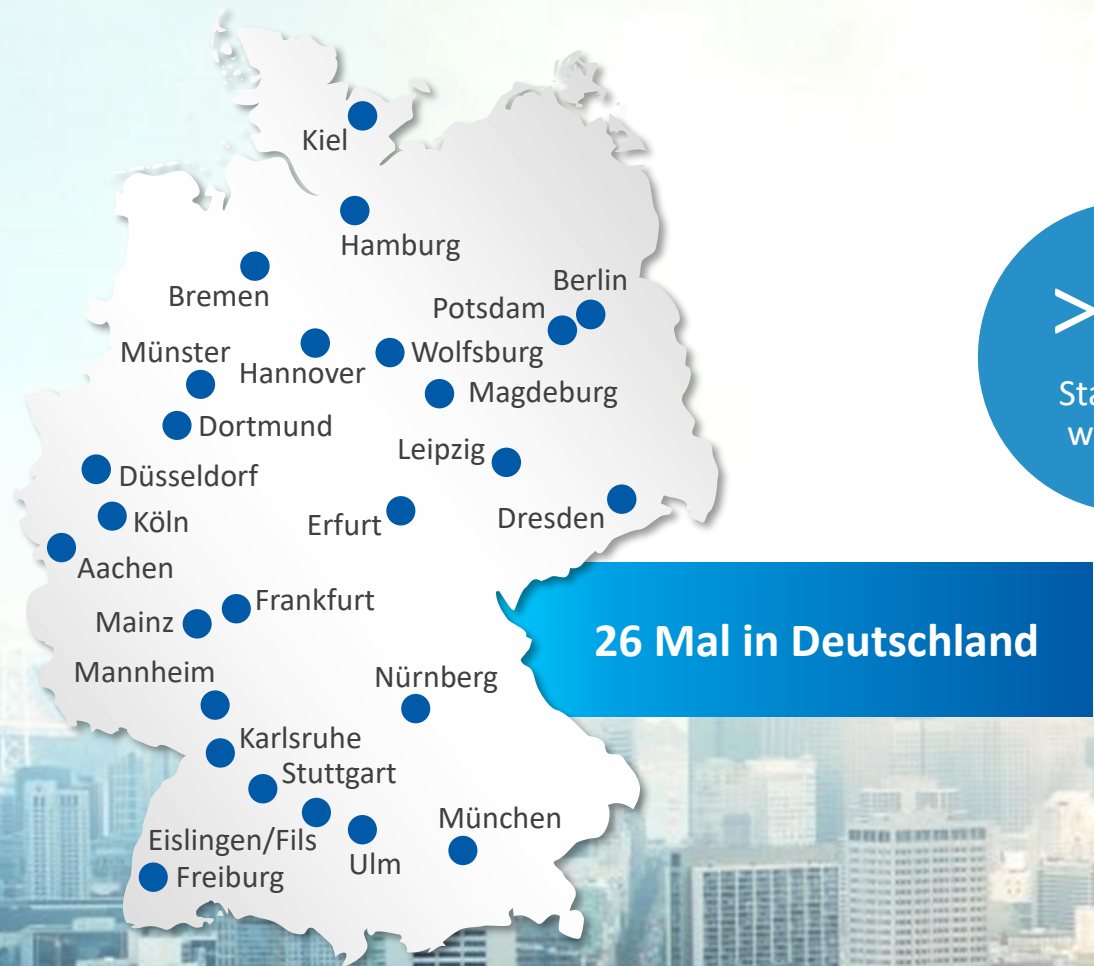 Kiel
Hamburg
Bremen
Berlin
Potsdam
Münster
Hannover
Wolfsburg
Magdeburg
Dortmund
Leipzig
Düsseldorf
Köln
Erfurt
Dresden
Aachen
Frankfurt
Mainz
Mannheim
Nürnberg
Karlsruhe
Stuttgart
Eislingen/Fils
Ulm
München
Freiburg
>
26 Mal in Deutschland